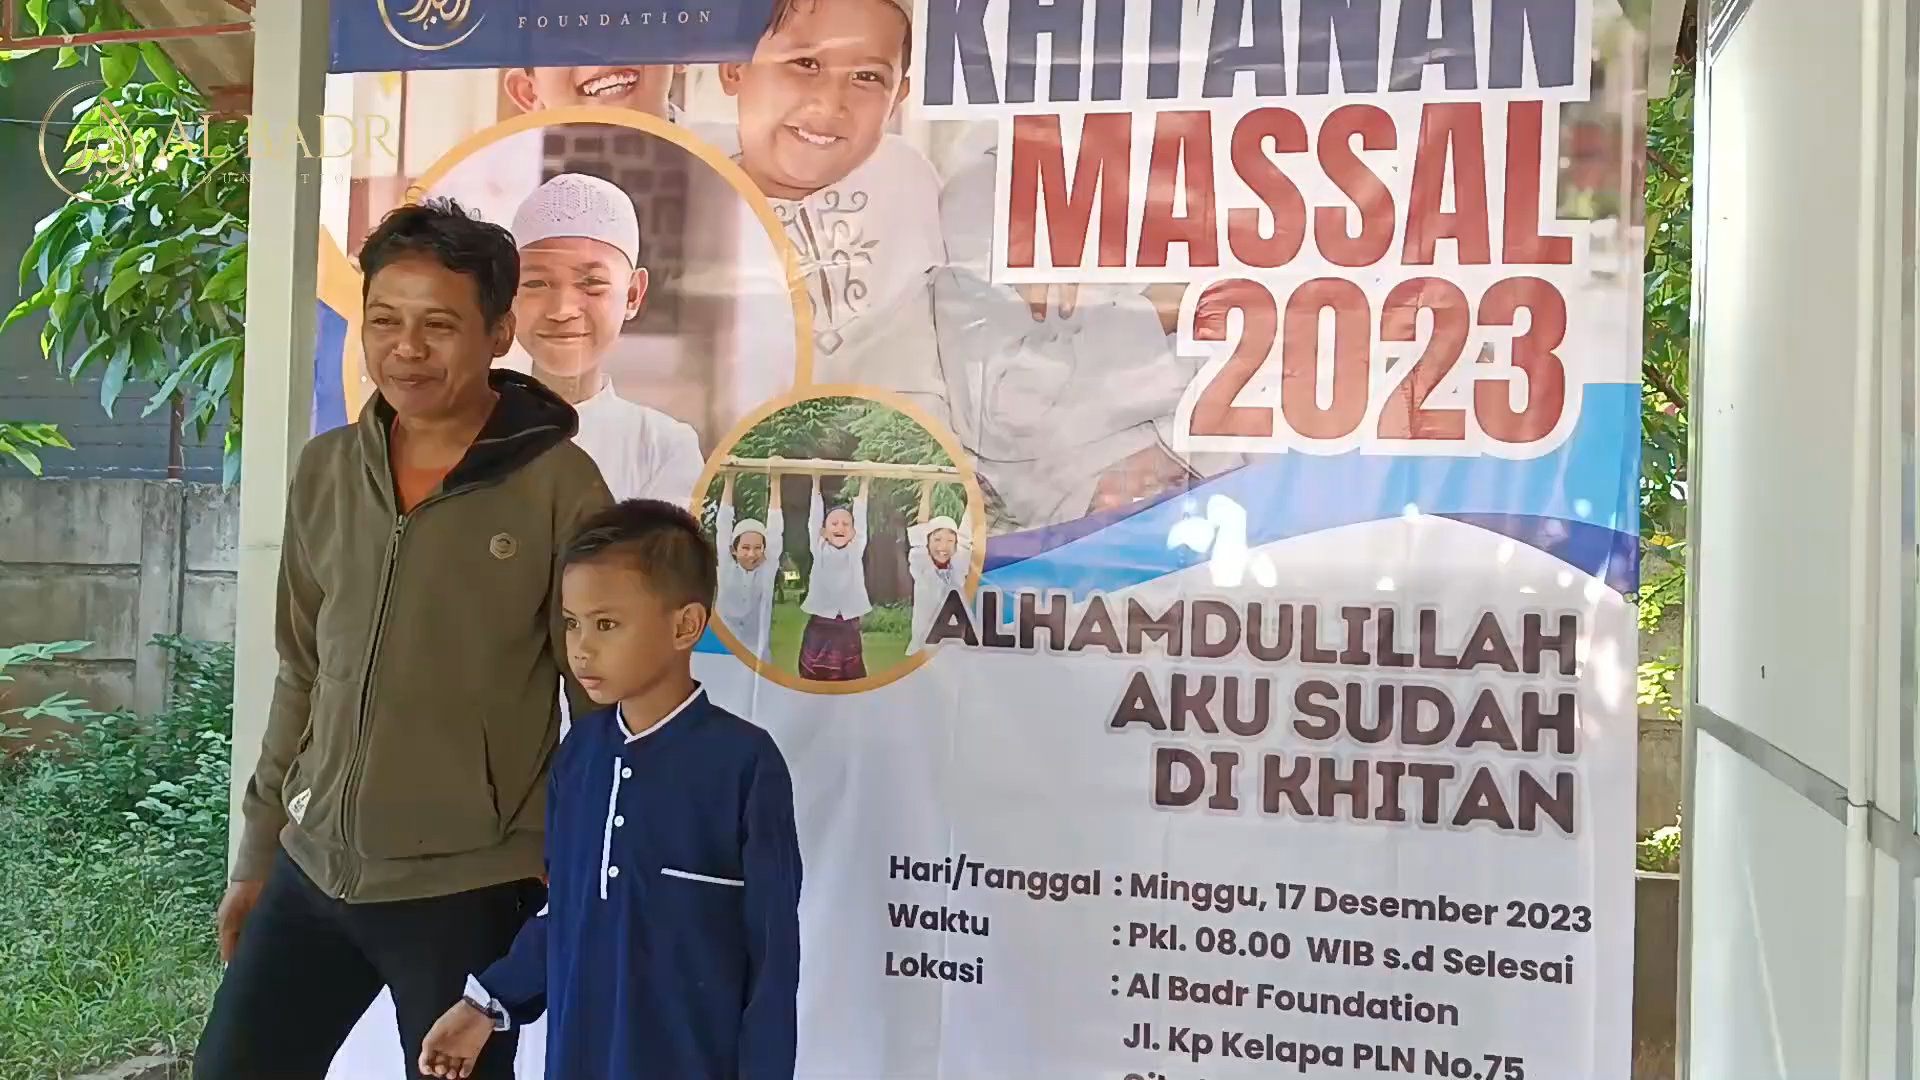 FOUNDATION
KHITANAN
MASSAL
2023
AL BADR
FOUNDATION
ALHAMDULILLAH
AKU SUDAH
DI KHITAN
Hari/Tanggal : Minggu, 17 Desember 2023
Waktu : Pkl. 08.00 WIB s.d Selesai
Lokasi : Al Badr Foundation
Jl. Kp Kelapa PLN No.75